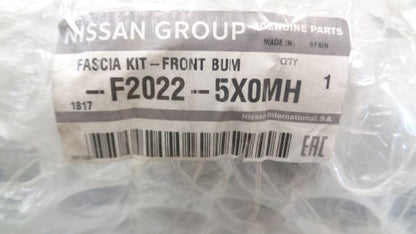 NISSAN GROUP GENUINE PARTS
MADE IN: SPAIN
FASCIA KIT--FRONT BUM QTY
--F2022--5X0MH 1
1817
Nissan International SA
EAC